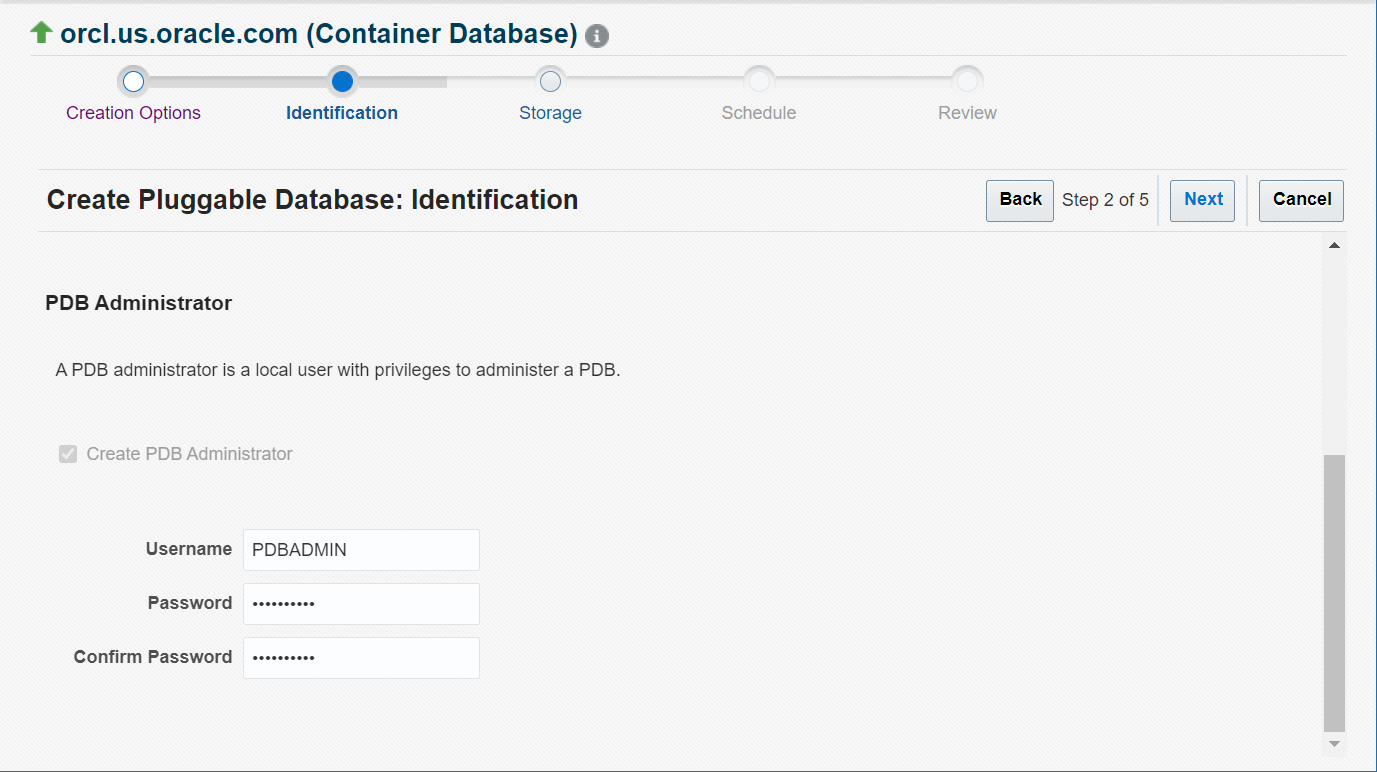 orcl.us.oracle.com (Container Database) i
Creation Options Identification Storage Schedule Review
Create Pluggable Database: Identification Back Step 2 of 5 Next Cancel
PDB Administrator
A PDB administrator is a local user with privileges to administer a PDB.
Create PDB Administrator
Username PDBADMIN
Password ••••••••••
Confirm Password ••••••••••